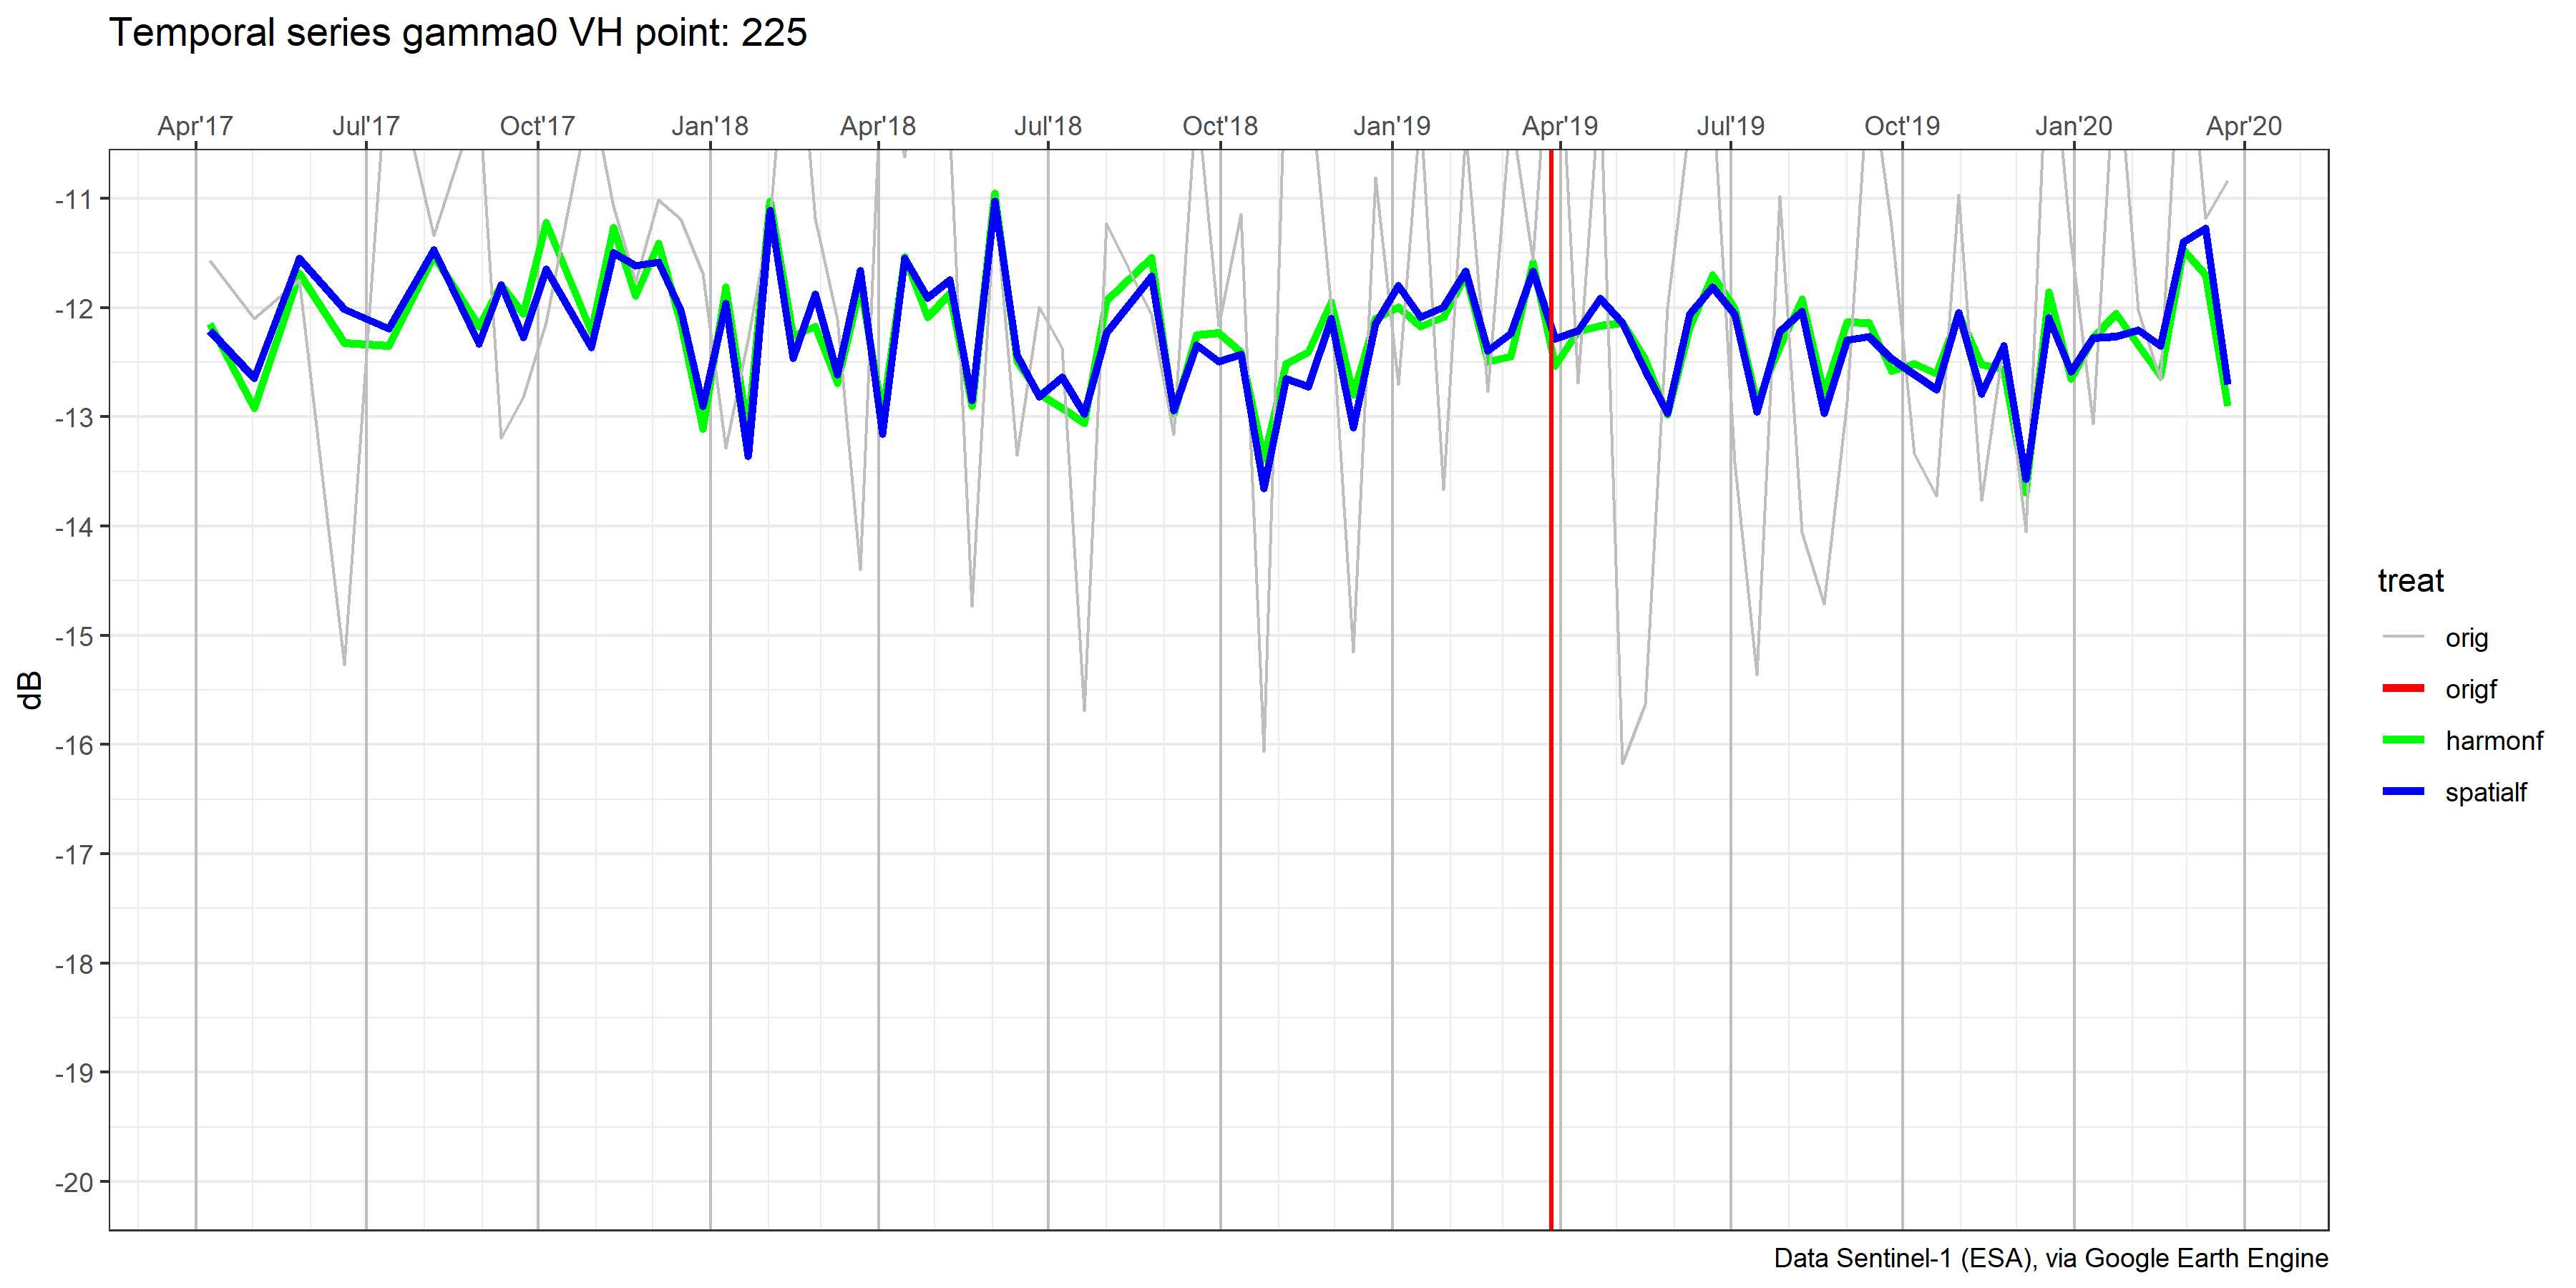 Temporal series gamma0 VH point: 225
Apr'17 Jul'17 Oct'17 Jan'18 Apr'18 Jul'18 Oct'18 Jan'19 Apr'19 Jul'19 Oct'19 Jan'20 Apr'20
-11
-12
-13
-14
-15
-16
-17
-18
-19
-20
dB
treat
orig
origf
harmonf
spatialf
Data Sentinel-1 (ESA), via Google Earth Engine